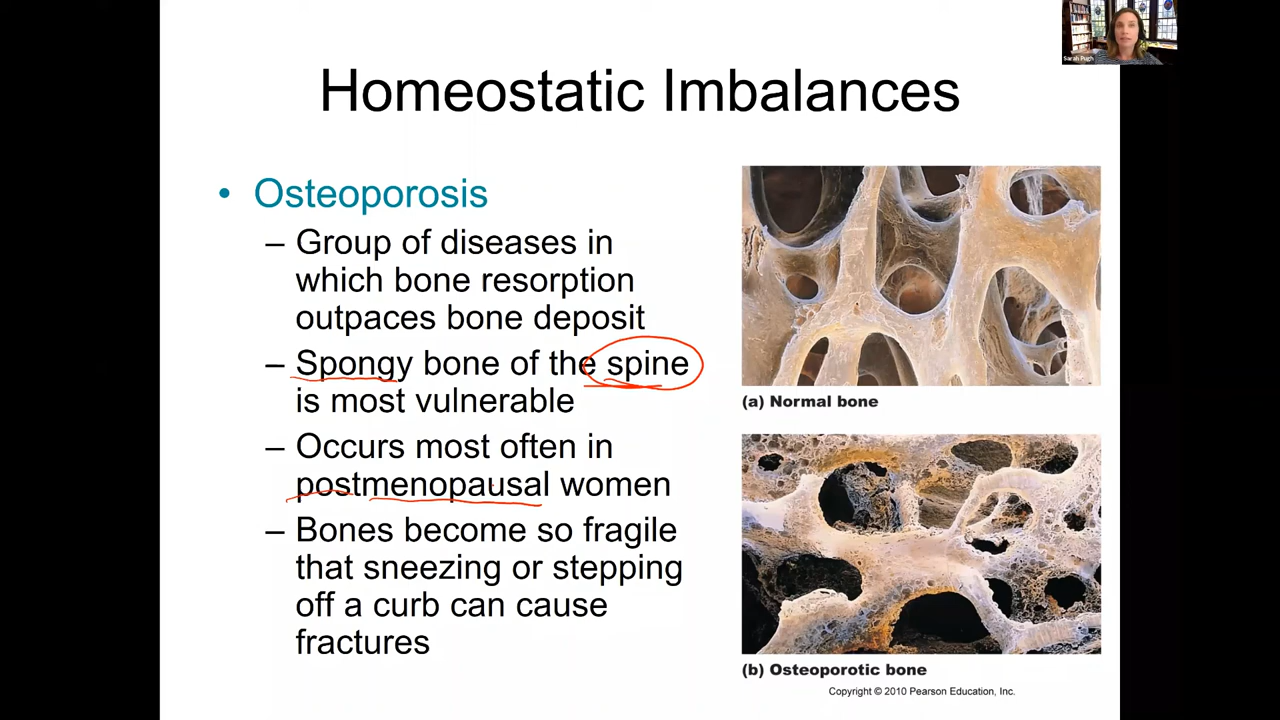 Sarah Pugh
Homeostatic Imbalances
• Osteoporosis
– Group of diseases in
which bone resorption
outpaces bone deposit
– Spongy bone of the spine
is most vulnerable
– Occurs most often in
postmenopausal women
– Bones become so fragile
that sneezing or stepping
off a curb can cause
fractures
(a) Normal bone
(b) Osteoporotic bone
Copyright © 2010 Pearson Education, Inc.